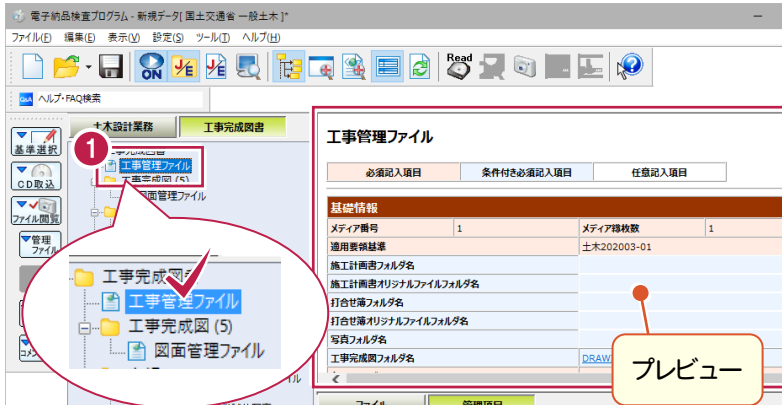 電子納品検査プログラム - 新規データ[ 国土交通省 一般土木 ]*
ファイル(F) 編集(E) 表示(V) 設定(S) ツール(T) ヘルプ(H)
ON
Read
Q&A ヘルプ・FAQ検索
土木設計業務 工事完成図書
基準選択
CD取込
ファイル閲覧
管理
ファイル
1
工事管理ファイル
工事完成図 (5)
図面管理ファイル
工事完成図
工事管理ファイル
工事完成図 (5)
図面管理ファイル
工事管理ファイル
必須記入項目 条件付き必須記入項目 任意記入項目
基礎情報
メディア番号 1 メディア総枚数 1
適用要領基準 土木202003-01
施工計画書フォルダ名
施工計画書オリジナルファイルフォルダ名
打合せ簿フォルダ名
打合せ簿オリジナルファイルフォルダ名
写真フォルダ名
工事完成図フォルダ名 DRAW
プレビュー
ファイル 管理項目